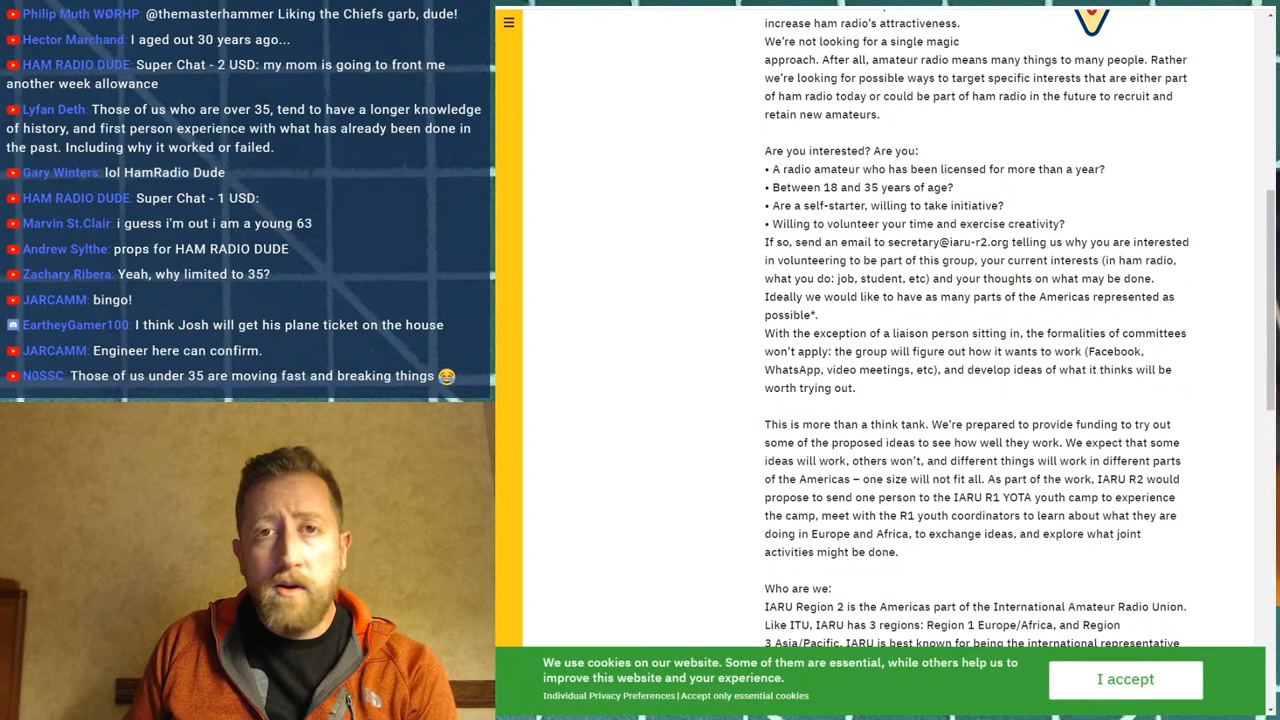 Philip Muth WØRHP: @themasterhammer Liking the Chiefs garb, dude!
Hector Marchand: I aged out 30 years ago...
HAM RADIO DUDE: Super Chat - 2 USD: my mom is going to front me
another week allowance
Lyfan Deth: Those of us who are over 35, tend to have a longer knowledge
of history, and first person experience with what has already been done in
the past. Including why it worked or failed.
Gary Winters: lol HamRadio Dude
HAM RADIO DUDE: Super Chat - 1 USD:
Marvin St.Clair: i guess i'm out i am a young 63
Andrew Sylthe: props for HAM RADIO DUDE
Zachary Ribera: Yeah, why limited to 35?
JARCAMM: bingo!
EartheyGamer100: I think Josh will get his plane ticket on the house
JARCAMM: Engineer here can confirm.
N0SSC: Those of us under 35 are moving fast and breaking things 😂
increase ham radio's attractiveness.
We're not looking for a single magic
approach. After all, amateur radio means many things to many people. Rather
we're looking for possible ways to target specific interests that are either part
of ham radio today or could be part of ham radio in the future to recruit and
retain new amateurs.
Are you interested? Are you:
• A radio amateur who has been licensed for more than a year?
• Between 18 and 35 years of age?
• Are a self-starter, willing to take initiative?
• Willing to volunteer your time and exercise creativity?
If so, send an email to secretary@iaru-r2.org telling us why you are interested
in volunteering to be part of this group, your current interests (in ham radio,
what you do: job, student, etc) and your thoughts on what may be done.
Ideally we would like to have as many parts of the Americas represented as
possible*.
With the exception of a liaison person sitting in, the formalities of committees
won't apply: the group will figure out how it wants to work (Facebook,
WhatsApp, video meetings, etc), and develop ideas of what it thinks will be
worth trying out.
This is more than a think tank. We're prepared to provide funding to try out
some of the proposed ideas to see how well they work. We expect that some
ideas will work, others won't, and different things will work in different parts
of the Americas – one size will not fit all. As part of the work, IARU R2 would
propose to send one person to the IARU R1 YOTA youth camp to experience
the camp, meet with the R1 youth coordinators to learn about what they are
doing in Europe and Africa, to exchange ideas, and explore what joint
activities might be done.
Who are we:
IARU Region 2 is the Americas part of the International Amateur Radio Union.
Like ITU, IARU has 3 regions: Region 1 Europe/Africa, and Region
3 Asia/Pacific. IARU is best known for being the international representative
We use cookies on our website. Some of them are essential, while others help us to
improve this website and your experience.
Individual Privacy Preferences | Accept only essential cookies
I accept